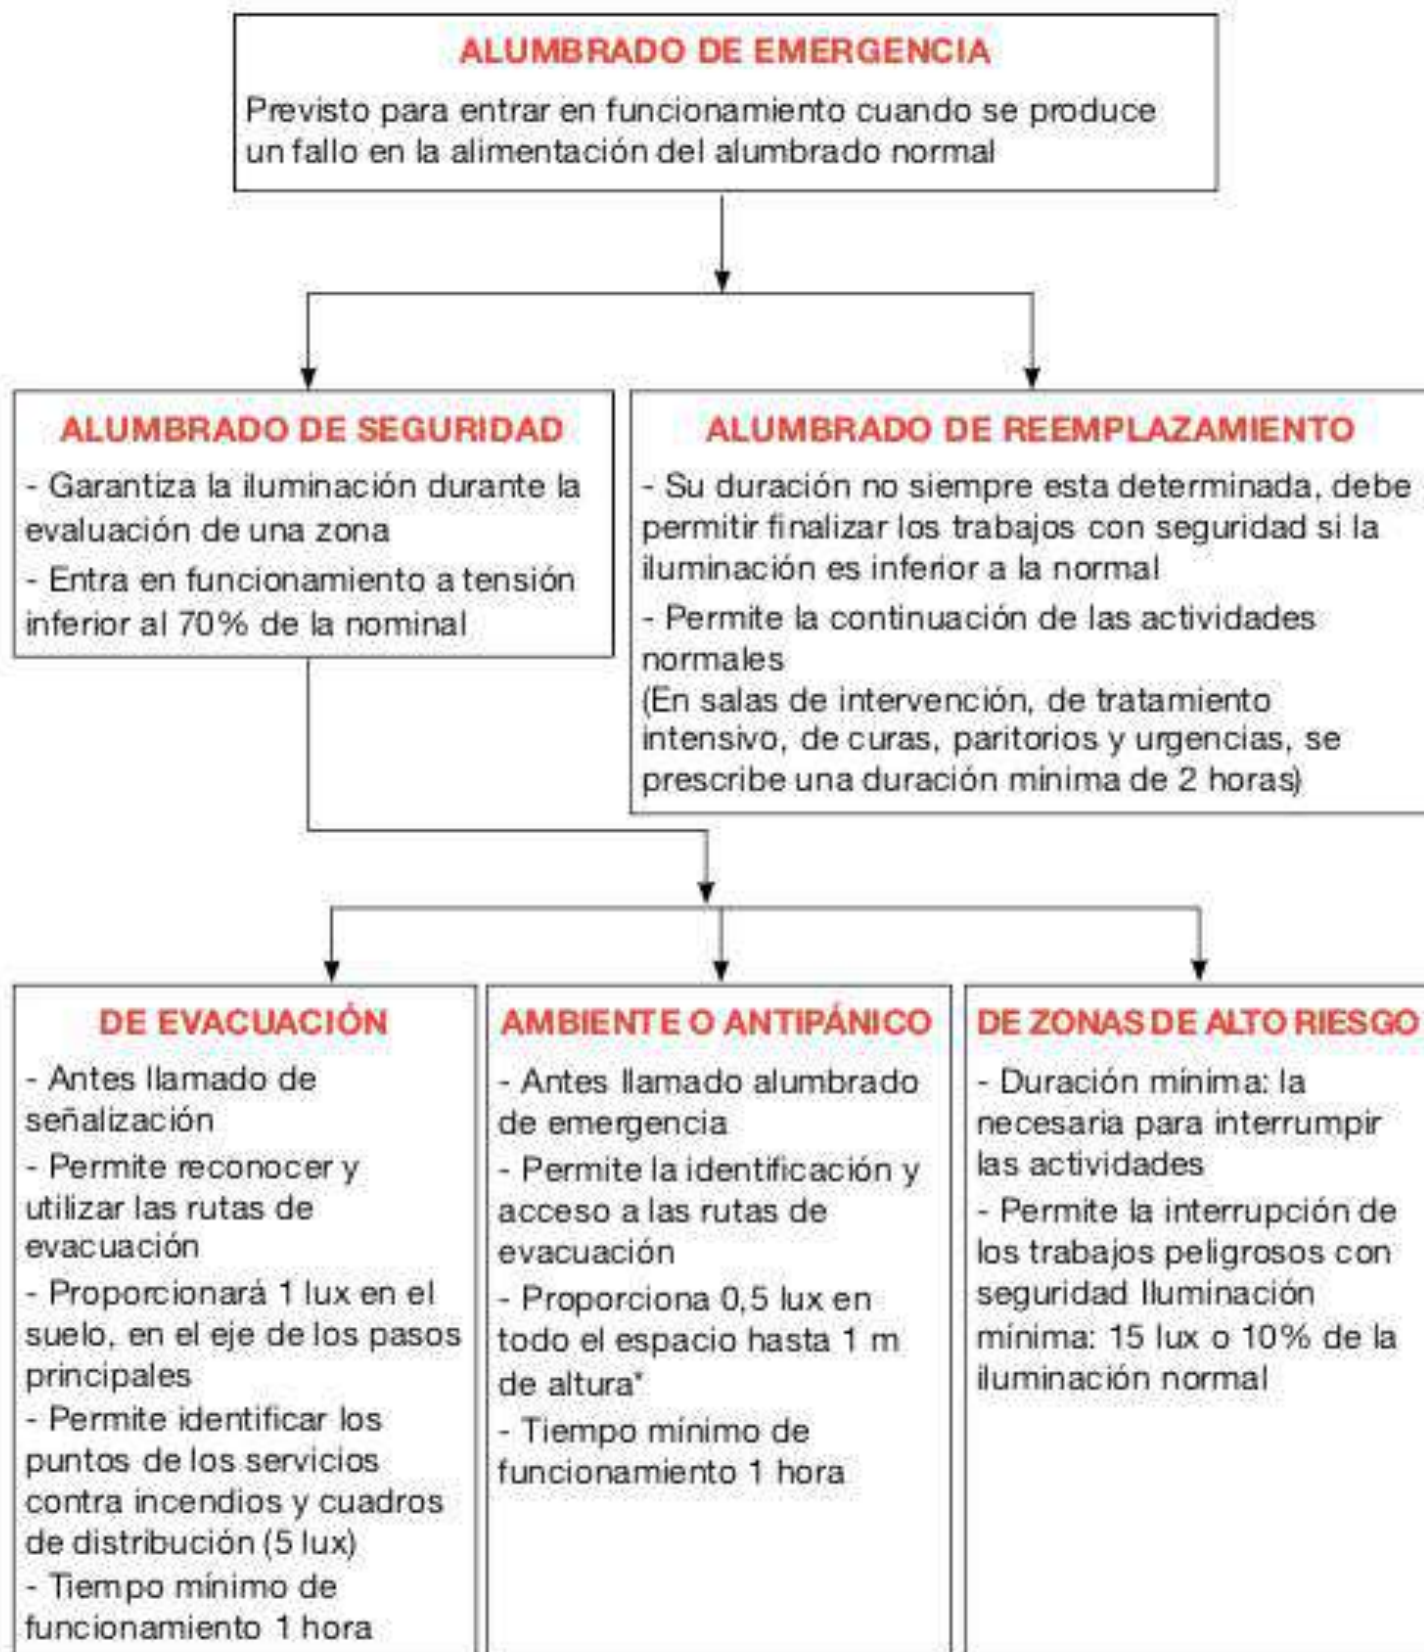 ALUMBRADO DE EMERGENCIA
Previsto para entrar en funcionamiento cuando se produce
un fallo en la alimentación del alumbrado normal
ALUMBRADO DE SEGURIDAD
- Garantiza la iluminación durante la
evaluación de una zona
- Entra en funcionamiento a tensión
inferior al 70% de la nominal
ALUMBRADO DE REEMPLAZAMIENTO
- Su duración no siempre esta determinada, debe
permitir finalizar los trabajos con seguridad si la
iluminación es inferior a la normal
- Permite la continuación de las actividades
normales
(En salas de intervención, de tratamiento
intensivo, de curas, paritorios y urgencias, se
prescribe una duración mínima de 2 horas)
DE EVACUACIÓN
- Antes llamado de
señalización
- Permite reconocer y
utilizar las rutas de
evacuación
- Proporcionará 1 lux en el
suelo, en el eje de los pasos
principales
- Permite identificar los
puntos de los servicios
contra incendios y cuadros
de distribución (5 lux)
- Tiempo mínimo de
funcionamiento 1 hora
AMBIENTE O ANTIPÁNICO
- Antes llamado alumbrado
de emergencia
- Permite la identificación y
acceso a las rutas de
evacuación
- Proporciona 0,5 lux en
todo el espacio hasta 1 m
de altura*
- Tiempo mínimo de
funcionamiento 1 hora
DE ZONAS DE ALTO RIESGO
- Duración mínima: la
necesaria para interrumpir
las actividades
- Permite la interrupción de
los trabajos peligrosos con
seguridad Iluminación
mínima: 15 lux o 10% de la
iluminación normal